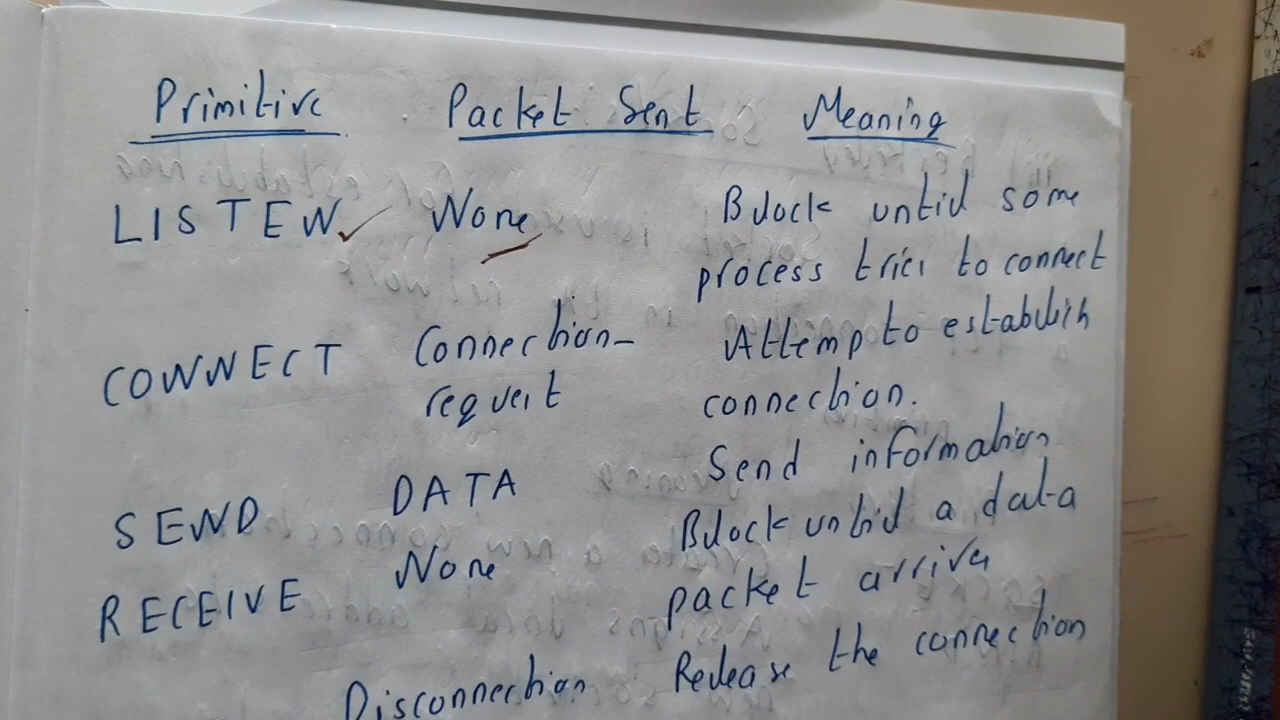 Primitive Packet Sent Meaning
LISTEN None Block until some
process tries to connect
CONNECT Connection- Attemp to establish
request connection.
SEND DATA Send information
RECEIVE None Block until a data
packet arrives
Disconnection Release the connection